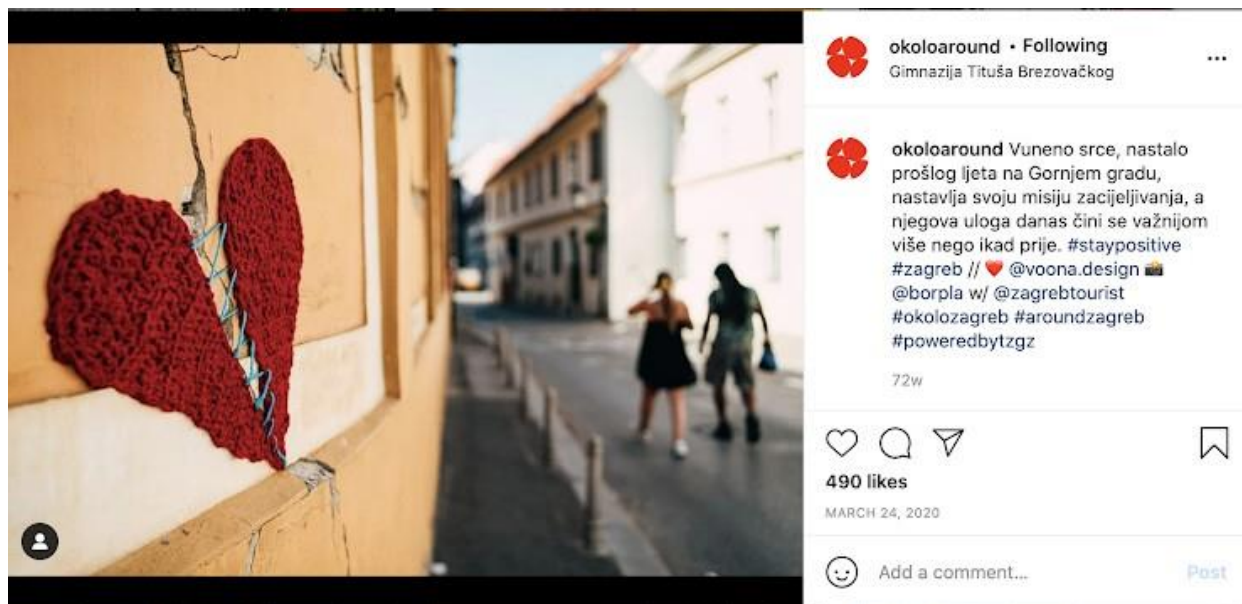 okoloaround • Following
Gimnazija Tituša Brezovačkog
okoloaround Vuneno srce, nastalo
prošlog ljeta na Gornjem gradu,
nastavlja svoju misiju zacijeljivanja, a
njegova uloga danas čini se važnijom
više nego ikad prije. #staypositive
#zagreb // ❤️ @voona.design 📸
@borpla w/ @zagrebtourist
#okolozagreb #aroundzagreb
#poweredbytzgz
72w
490 likes
MARCH 24, 2020
Add a comment...
Post